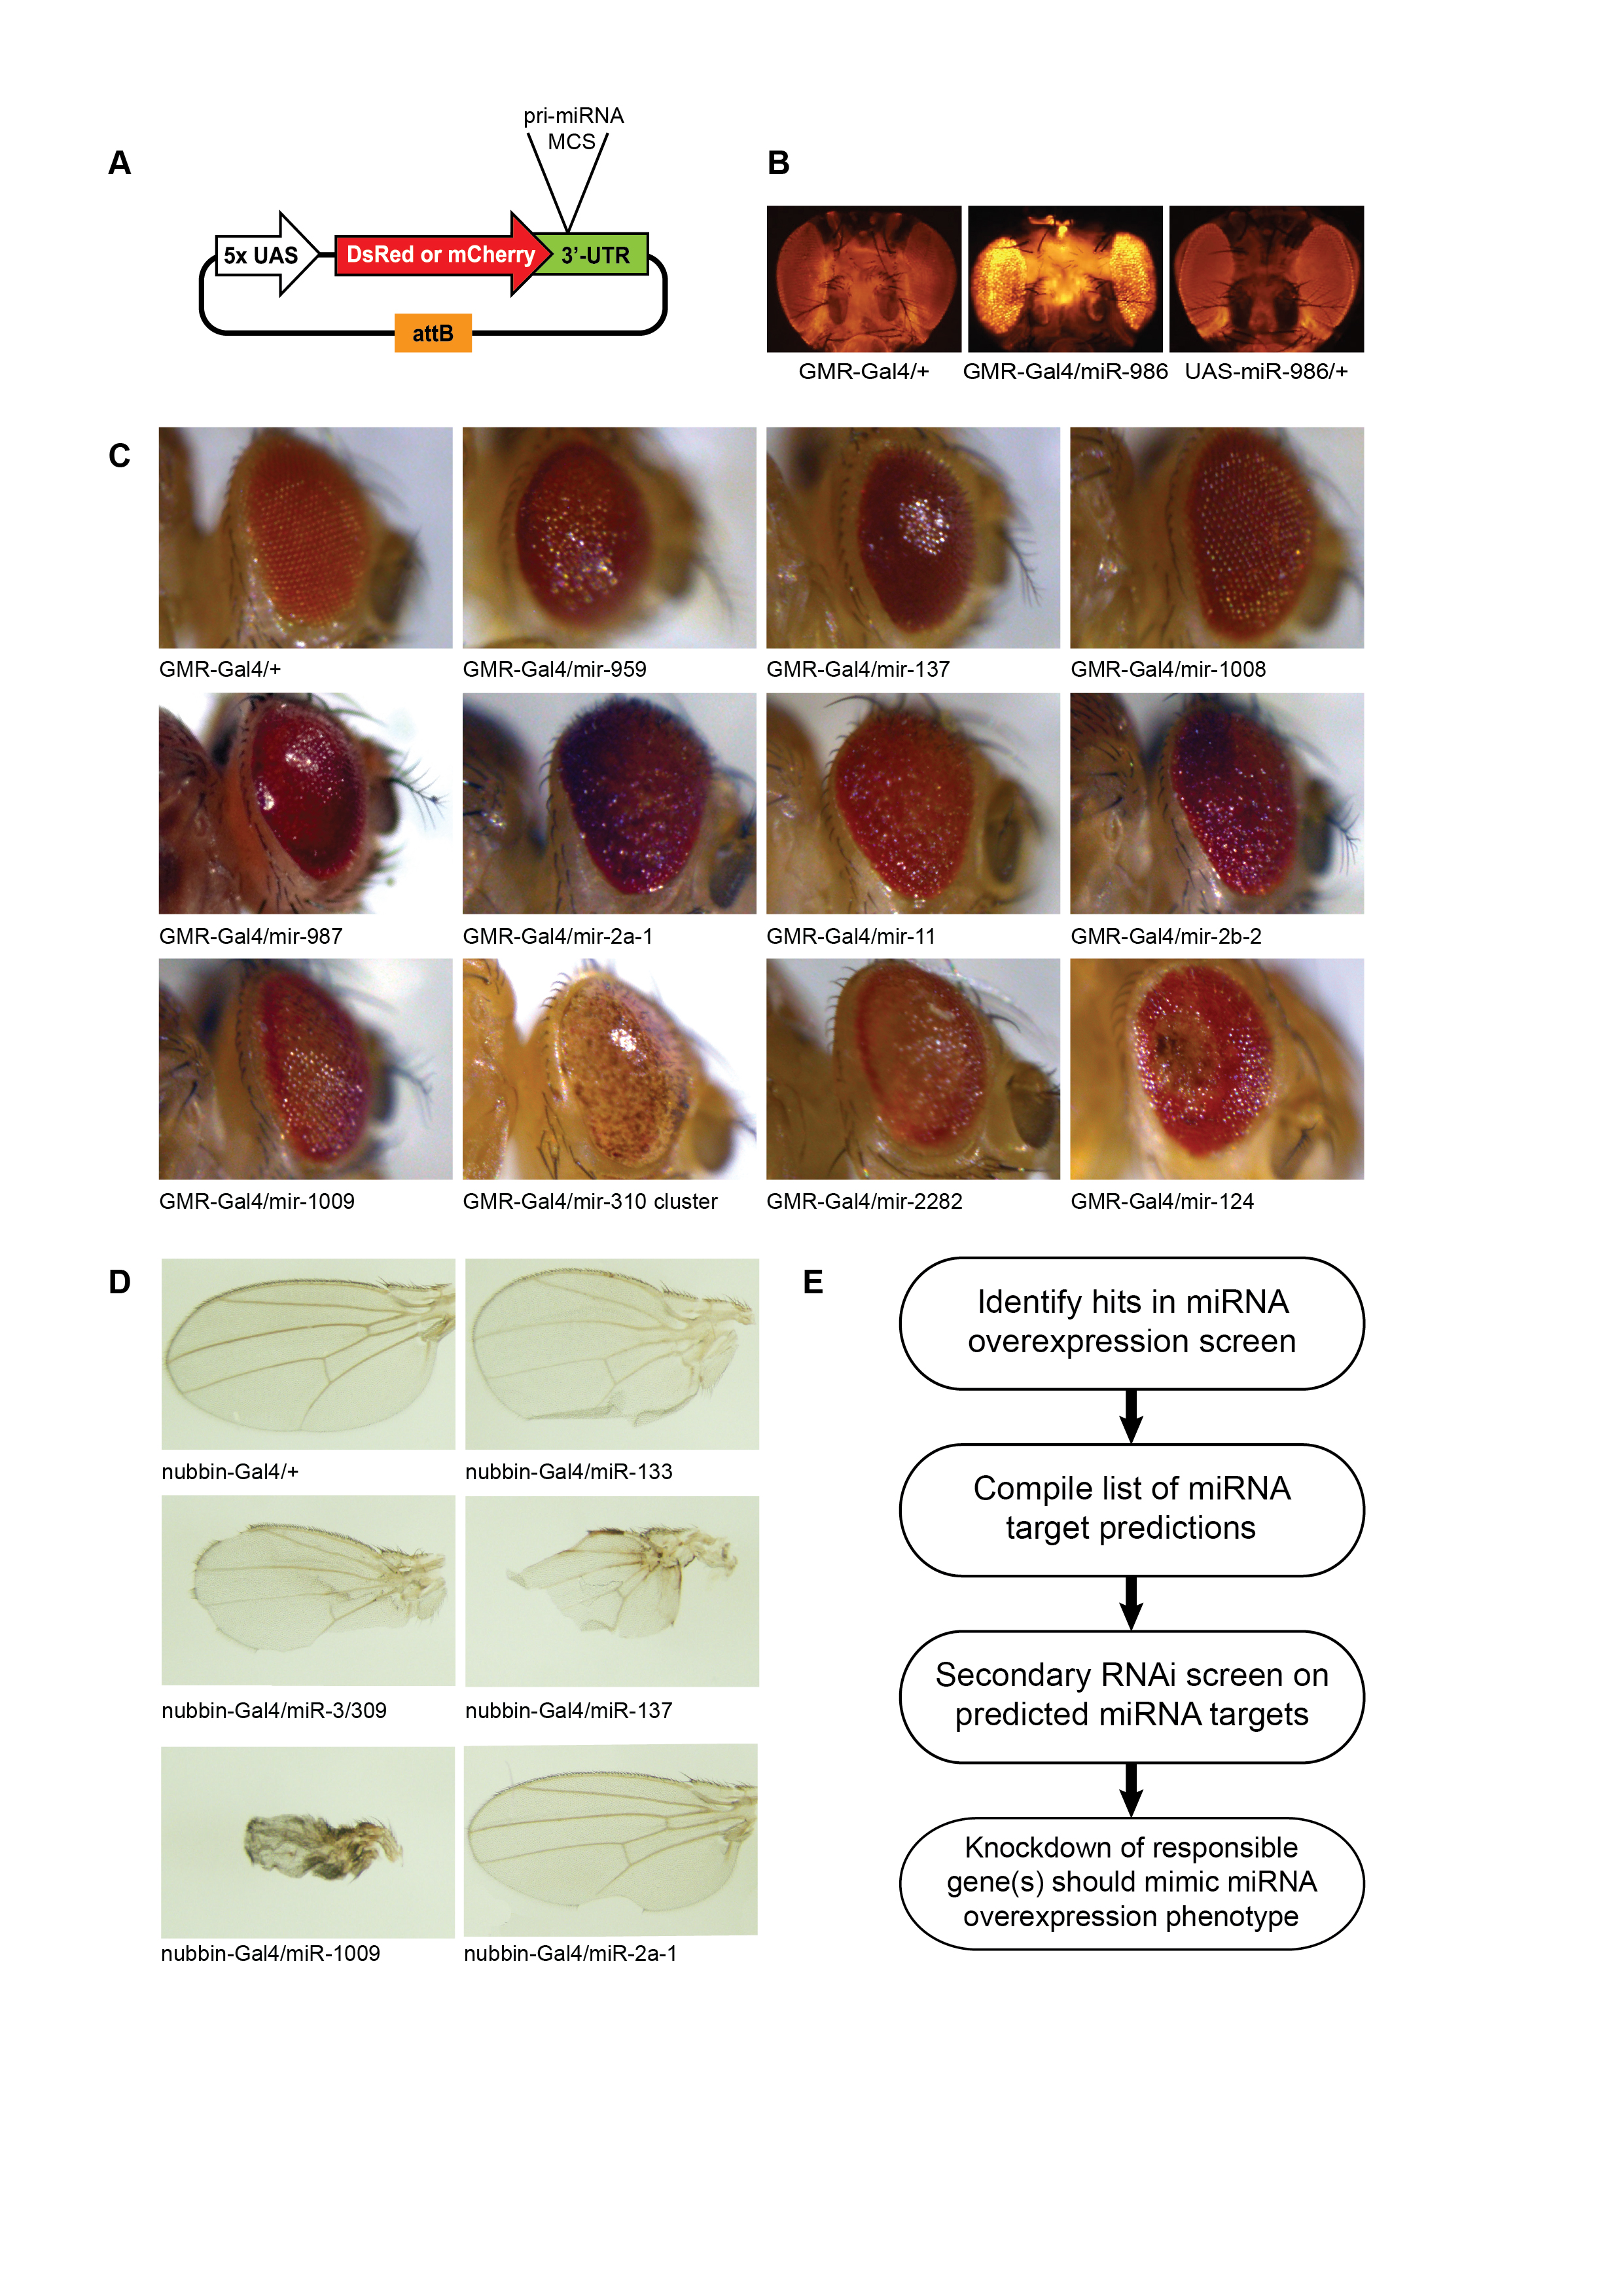 A
pri-miRNA
MCS
5x UAS
DsRed or mCherry
3’-UTR
attB
B
GMR-Gal4/+
GMR-Gal4/miR-986
UAS-miR-986/+
C
GMR-Gal4/+
GMR-Gal4/mir-959
GMR-Gal4/mir-137
GMR-Gal4/mir-1008
GMR-Gal4/mir-987
GMR-Gal4/mir-2a-1
GMR-Gal4/mir-11
GMR-Gal4/mir-2b-2
GMR-Gal4/mir-1009
GMR-Gal4/mir-310 cluster
GMR-Gal4/mir-2282
GMR-Gal4/mir-124
D
nubbin-Gal4/+
nubbin-Gal4/miR-133
nubbin-Gal4/miR-3/309
nubbin-Gal4/miR-137
nubbin-Gal4/miR-1009
nubbin-Gal4/miR-2a-1
E
Identify hits in miRNA
overexpression screen
Compile list of miRNA
target predictions
Secondary RNAi screen on
predicted miRNA targets
Knockdown of responsible
gene(s) should mimic miRNA
overexpression phenotype